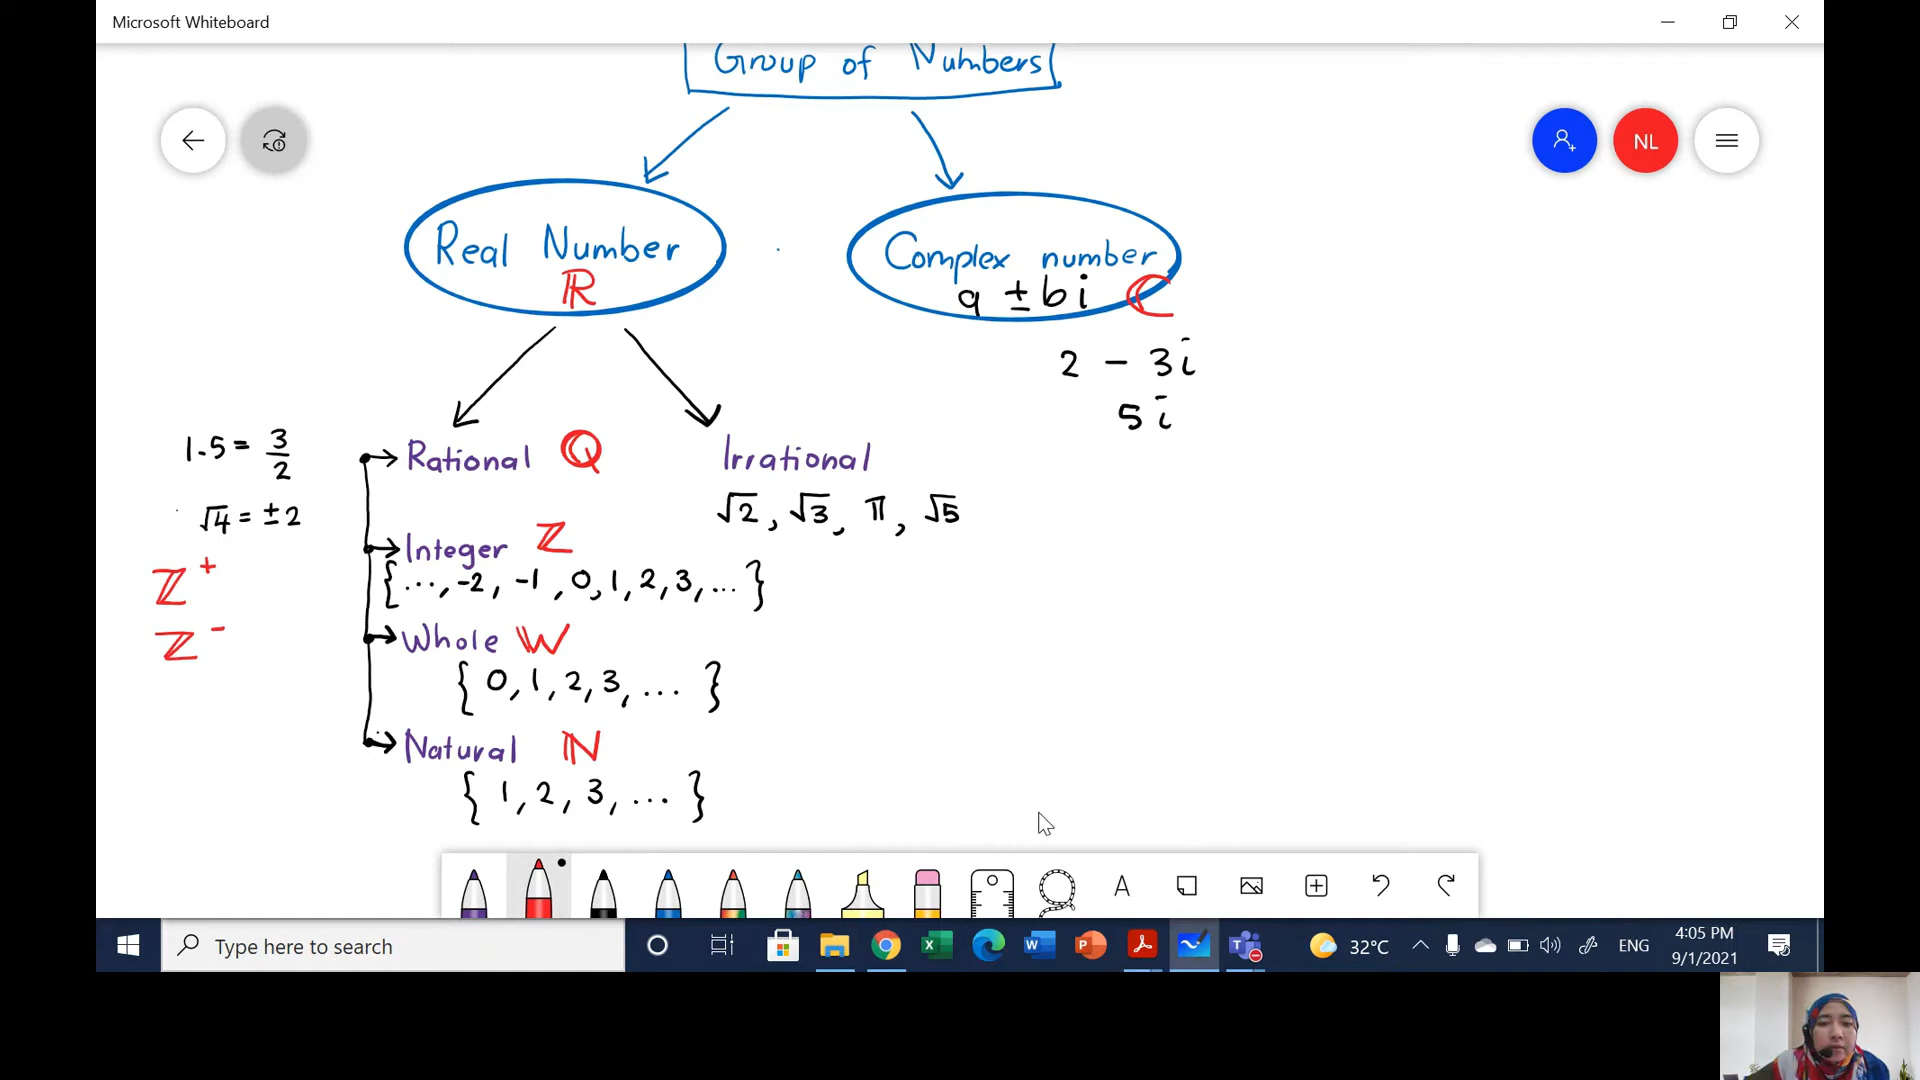 Microsoft Whiteboard
Group of Numbers
NL
Real Number
ℝ
Complex number
a ± bi ℂ
2 - 3i
5i
1.5 = 3/2
√4 = ±2
ℤ⁺
ℤ⁻
Rational ℚ
Irrational
√2, √3, π, √5
Integer ℤ
{..., -2, -1, 0, 1, 2, 3, ...}
Whole 𝕎
{0, 1, 2, 3, ...}
Natural ℕ
{1, 2, 3, ...}
Type here to search
32°C
ENG
4:05 PM
9/1/2021